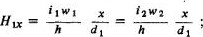 H₁ₓ = i₁w₁/h x/d₁ = i₂w₂/h x/d₁ ;